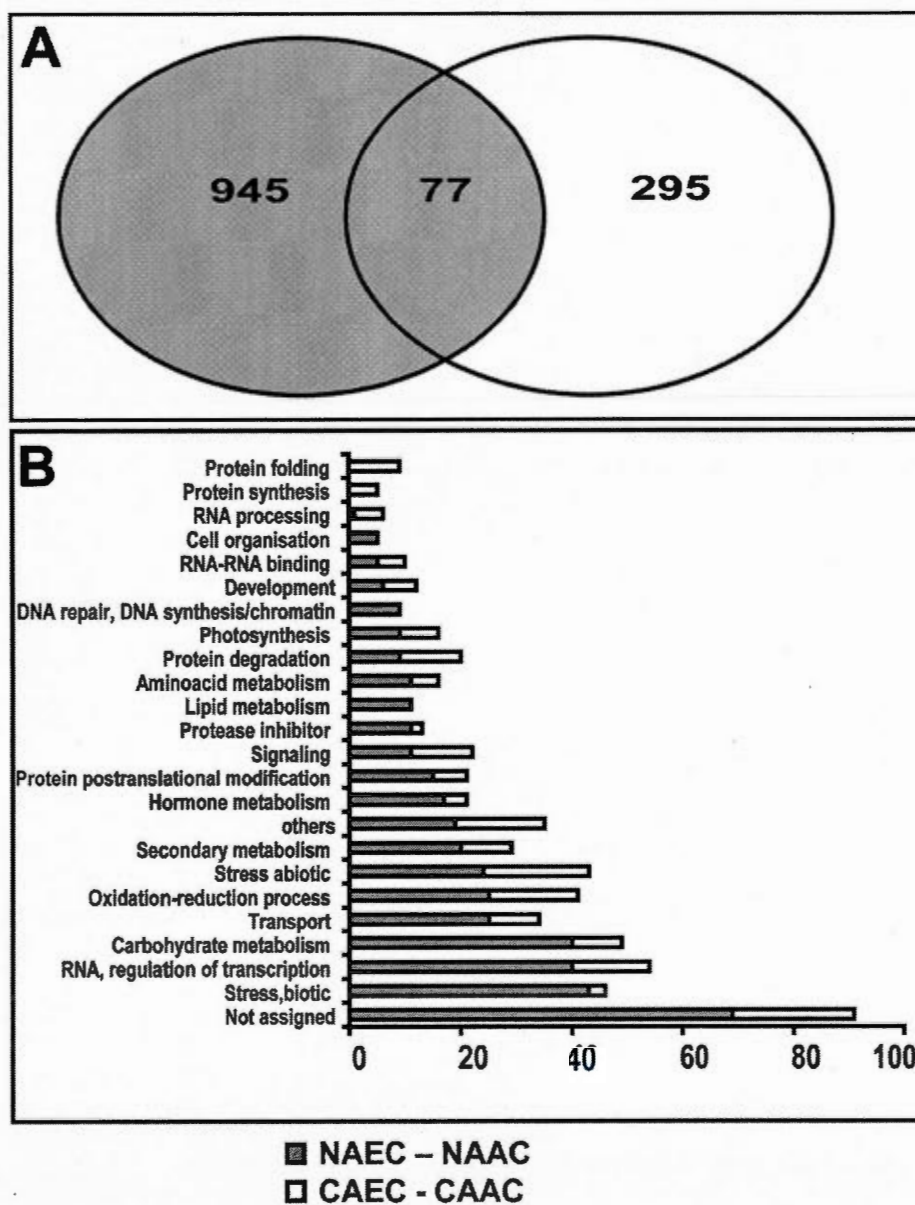 A
945 77 295
B
Protein folding
Protein synthesis
RNA processing
Cell organisation
RNA-RNA binding
Development
DNA repair, DNA synthesis/chromatin
Photosynthesis
Protein degradation
Aminoacid metabolism
Lipid metabolism
Protease inhibitor
Signaling
Protein postranslational modification
Hormone metabolism
others
Secondary metabolism
Stress abiotic
Oxidation-reduction process
Transport
Carbohydrate metabolism
RNA, regulation of transcription
Stress,biotic
Not assigned
0 20 40 60 80 100
NAEC – NAAC
CAEC - CAAC